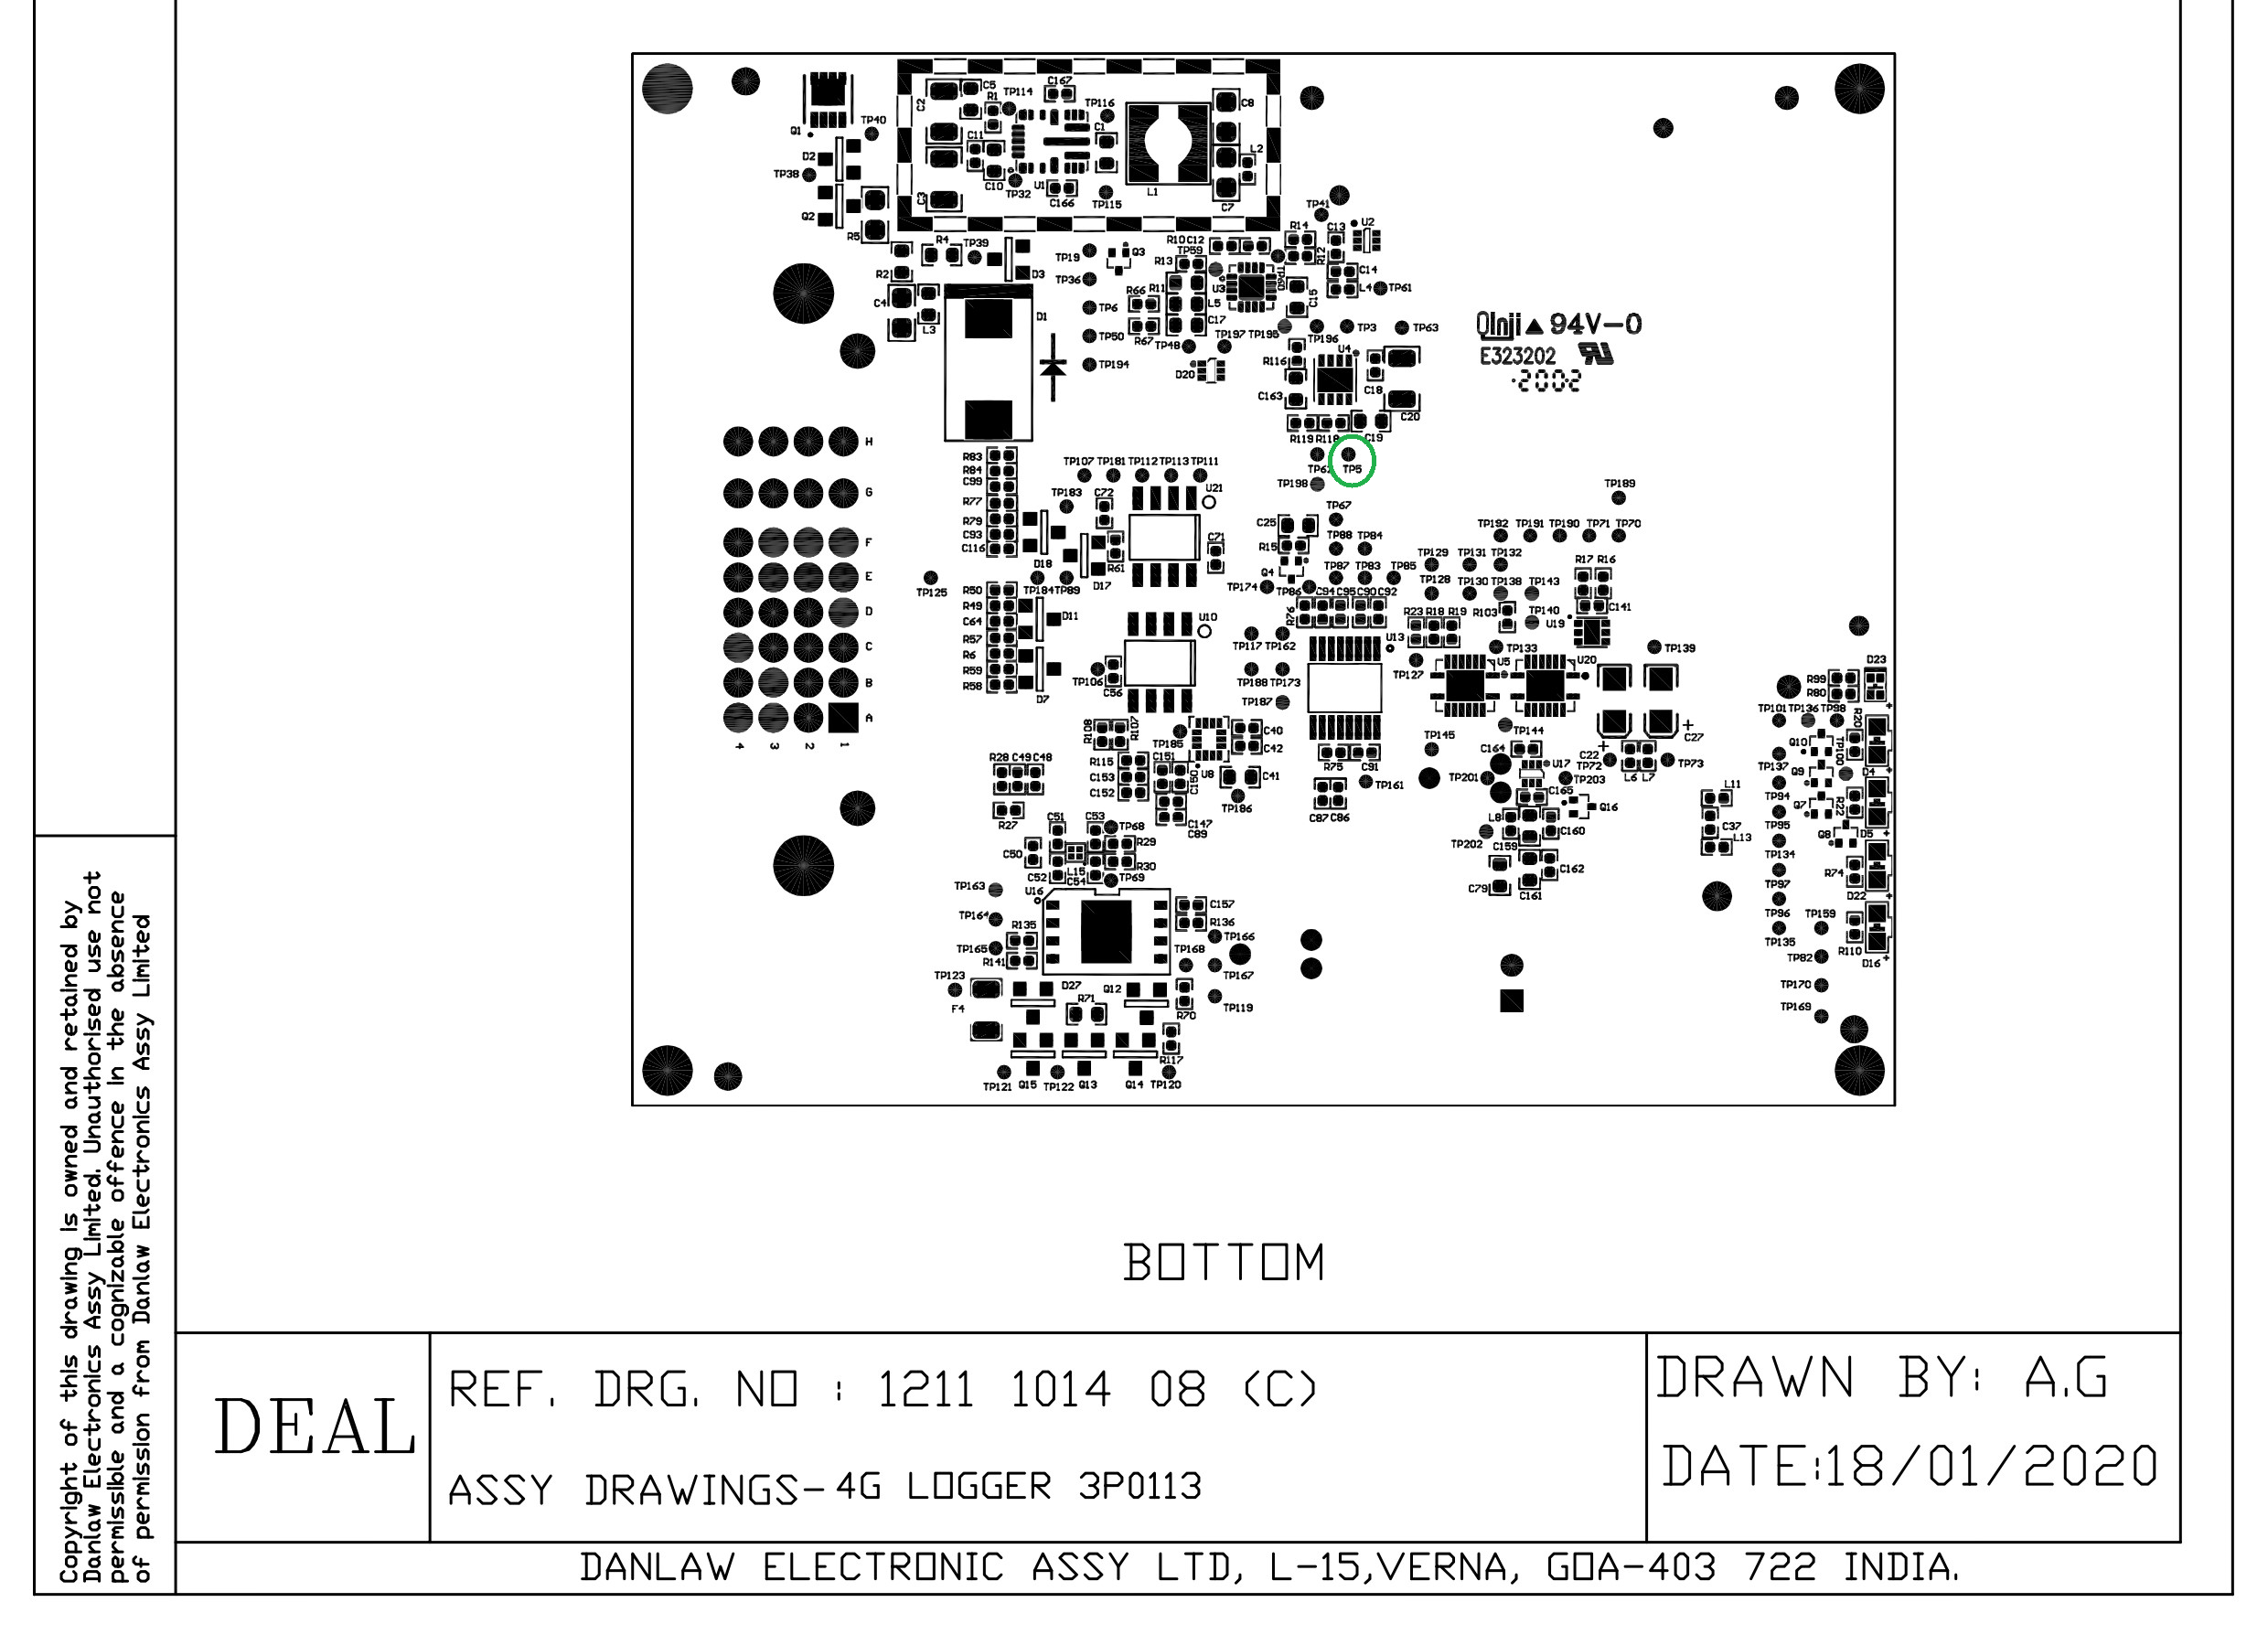 C167
C5
R1
TP114
C2
TP116
C8
C1
Q1
TP40
C11
D2
L2
TP38
C10
U1
TP32
C166
TP115
L1
C3
C7
Q2
R5
TP41
U2
C13
R14
R4
TP39
R10 C12
TP59
R12
TP19
Q3
R13
R2
D3
TP36
R11
U3
TP60
C14
L4
TP61
C4
R66
C15
L3
D1
TP6
L5
C17
TP197
TP195
TP3
TP63
TP50
R67
TP48
TP196
U4
TP194
D20
R116
C18
C163
C20
R119
R118
C19
TP5
TP198
Qlnji 94V-0
E323202
2002
H
G
F
E
D
C
B
A
4 3 2 1
R83
R84
C99
R77
R79
C93
C116
TP107 TP181 TP112 TP113 TP111
TP183
C72
U21
C71
R61
D18
D17
TP125
TP184
TP89
R50
R49
C64
R57
R6
R59
R58
D11
D7
U10
TP106
C56
C25
R15
Q4
TP174
TP86
TP67
TP88 TP84
TP87 TP83 TP85
C94 C95 C90 C92
R76
TP117 TP162
TP188 TP173
TP187
U13
R23 R18 R19
R103
TP189
TP192 TP191 TP190 TP71 TP70
TP129 TP131 TP132
TP128 TP130 TP138 TP143
TP140
U19
R17 R16
C141
TP133
TP139
TP127
U5
U20
TP145
TP144
C22
C27
TP72
TP73
L6 L7
C164
U17
TP201
TP203
C165
Q16
L8
C160
C159
TP202
C162
C79
C161
R75
C91
TP161
C87 C86
R108
R107
TP185
C40
C42
U8
C41
TP186
R115
C151
C153
C150
C152
C147
C89
R28 C49 C48
R27
C51
C53
TP68
R29
C50
R30
C52
L15
C54
TP69
TP163
U16
TP164
R135
TP165
R141
C157
R136
TP166
TP168
TP167
TP123
F4
D27
R71
Q12
R70
TP119
R117
TP121
Q15
TP122
Q13
Q14
TP120
L11
C37
L13
R99
R80
D23
TP101 TP136 TP98
R20
Q10
TP100
TP137
Q9
D4
TP94
Q7
R22
TP95
Q8
D5
TP134
R74
TP97
D22
TP96
TP159
TP135
R110
TP82
D16
TP170
TP169
BOTTOM
DEAL
REF. DRG. NO : 1211 1014 08 (C)
ASSY DRAWINGS-4G LOGGER 3P0113
DRAWN BY: A.G
DATE:18/01/2020
DANLAW ELECTRONIC ASSY LTD, L-15,VERNA, GOA-403 722 INDIA.
Copyright of this drawing is owned and retained by
Danlaw Electronics Assy Limited. Unauthorised use not
permissible and a cognizable offence in the absence
of permission from Danlaw Electronics Assy Limited